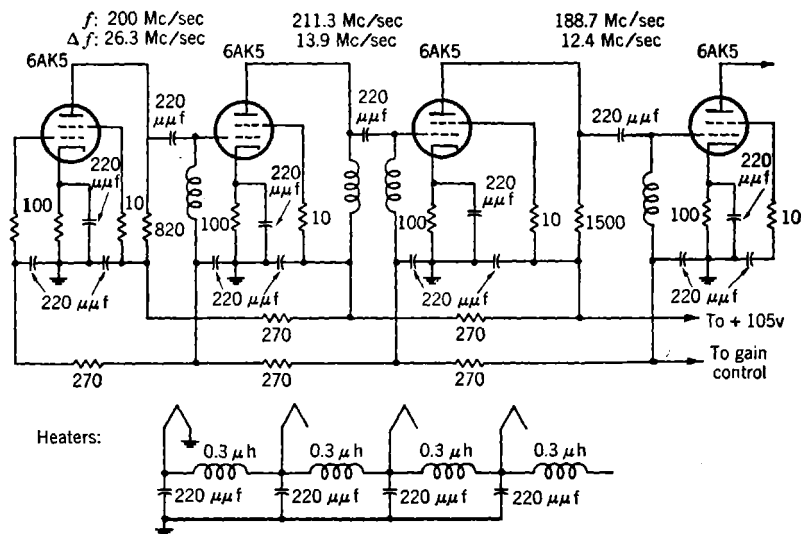 f: 200 Mc/sec 211.3 Mc/sec 188.7 Mc/sec
Δf: 26.3 Mc/sec 13.9 Mc/sec 12.4 Mc/sec
6AK5 6AK5 6AK5 6AK5
220 μμf
220 μμf
220 μμf
220 μμf
220 μμf
220 μμf
220 μμf
100 10 820 100 10 100 10 1500 100 10
220 μμf 220 μμf 220 μμf 220 μμf
270 270
To + 105v
270 270 270
To gain control
Heaters:
0.3 μh 0.3 μh 0.3 μh 0.3 μh
220 μμf 220 μμf 220 μμf 220 μμf